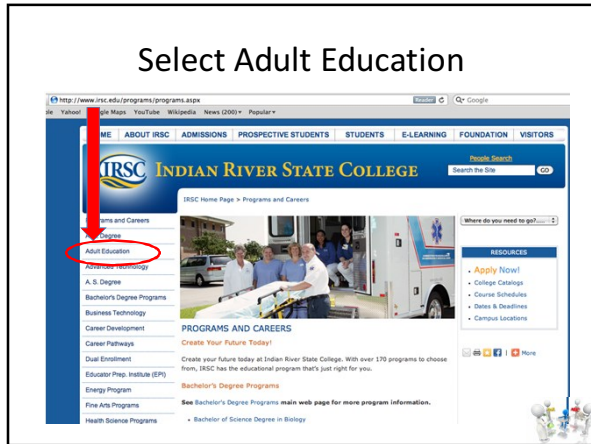 Select Adult Education
http://www.irsc.edu/programs/programs.aspx
Reader
Google
Yahoo! Maps YouTube Wikipedia News (200) Popular
ABOUT IRSC ADMISSIONS PROSPECTIVE STUDENTS STUDENTS E-LEARNING FOUNDATION VISITORS
IRSC INDIAN RIVER STATE COLLEGE
People Search
Search the Site GO
IRSC Home Page > Programs and Careers
and Careers
Degree
Adult Education
Advanced Technology
A. S. Degree
Bachelor's Degree Programs
Business Technology
Career Development
Career Pathways
Dual Enrollment
Educator Prep. Institute (EPI)
Energy Program
Fine Arts Programs
Health Science Programs
PROGRAMS AND CAREERS
Create Your Future Today!
Create your future today at Indian River State College. With over 170 programs to choose
from, IRSC has the educational program that's just right for you.
Bachelor's Degree Programs
See Bachelor's Degree Programs main web page for more program information.
• Bachelor of Science Degree in Biology
Where do you need to go?....
RESOURCES
• Apply Now!
• College Catalogs
• Course Schedules
• Dates & Deadlines
• Campus Locations
More